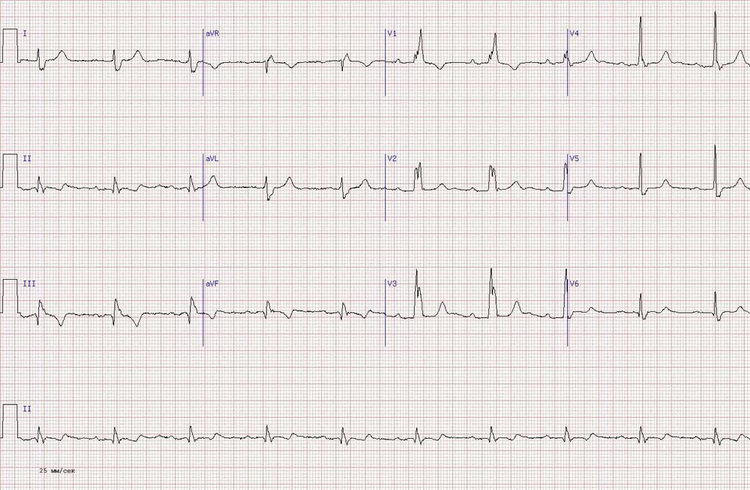 I aVR V1 V4
II aVL V2 V5
III aVF V3 V6
II
25 мм/сек